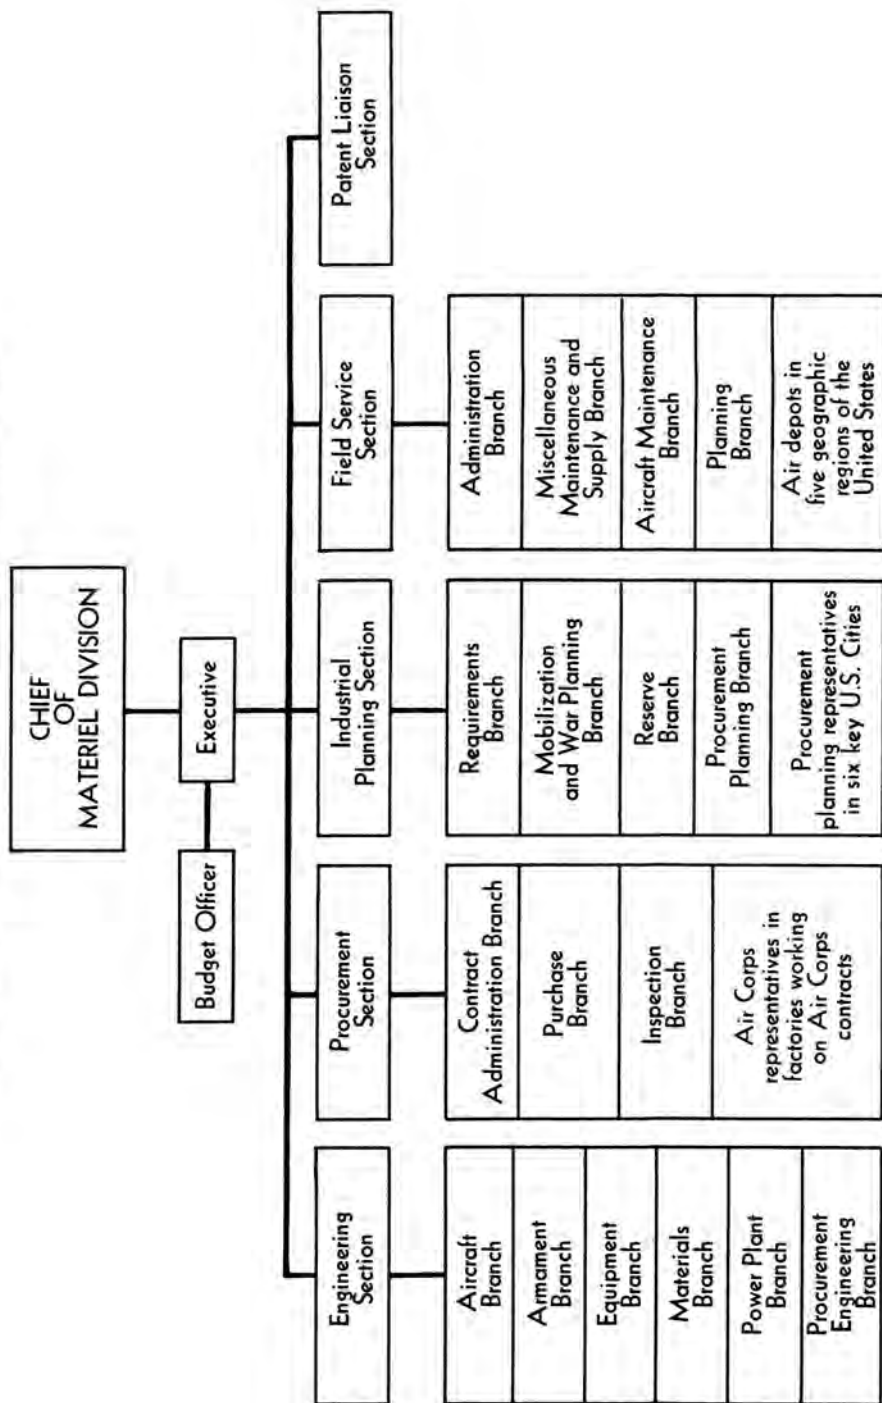 CHIEF
OF
MATERIEL DIVISION
Budget Officer
Executive
Engineering
Section
Procurement
Section
Industrial
Planning Section
Field Service
Section
Patent Liaison
Section
Aircraft
Branch
Armament
Branch
Equipment
Branch
Materials
Branch
Power Plant
Branch
Procurement
Engineering
Branch
Contract
Administration Branch
Purchase
Branch
Inspection
Branch
Air Corps
representatives in
factories working
on Air Corps
contracts
Requirements
Branch
Mobilization
and War Planning
Branch
Reserve
Branch
Procurement
Planning Branch
Procurement
planning representatives
in six key U.S. Cities
Administration
Branch
Miscellaneous
Maintenance and
Supply Branch
Aircraft Maintenance
Branch
Planning
Branch
Air depots in
five geographic
regions of the
United States